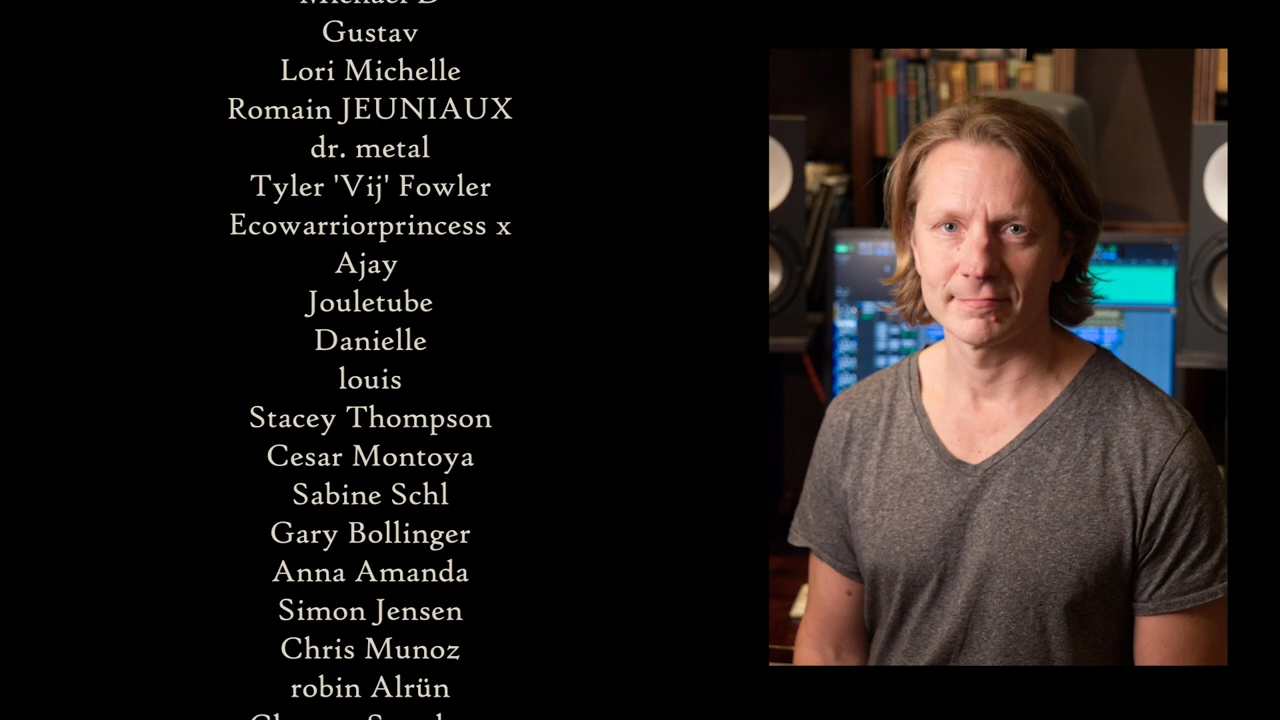 Michael D
Gustav
Lori Michelle
Romain JEUNIAUX
dr. metal
Tyler 'Vij' Fowler
Ecowarriorprincess x
Ajay
Jouletube
Danielle
louis
Stacey Thompson
Cesar Montoya
Sabine Schl
Gary Bollinger
Anna Amanda
Simon Jensen
Chris Munoz
robin Alrün